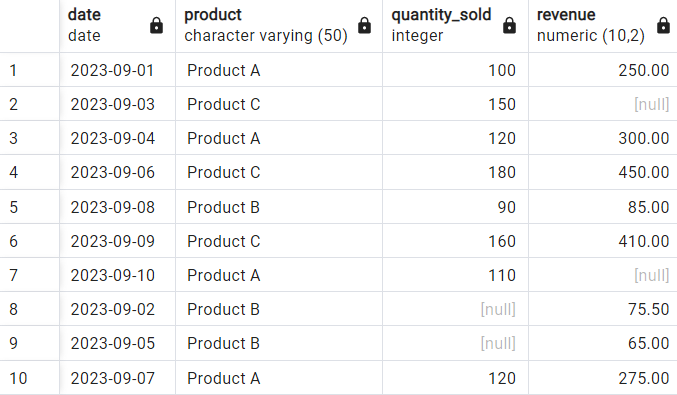 date product quantity_sold revenue
date character varying (50) integer numeric (10,2)
1 2023-09-01 Product A 100 250.00
2 2023-09-03 Product C 150 [null]
3 2023-09-04 Product A 120 300.00
4 2023-09-06 Product C 180 450.00
5 2023-09-08 Product B 90 85.00
6 2023-09-09 Product C 160 410.00
7 2023-09-10 Product A 110 [null]
8 2023-09-02 Product B [null] 75.50
9 2023-09-05 Product B [null] 65.00
10 2023-09-07 Product A 120 275.00